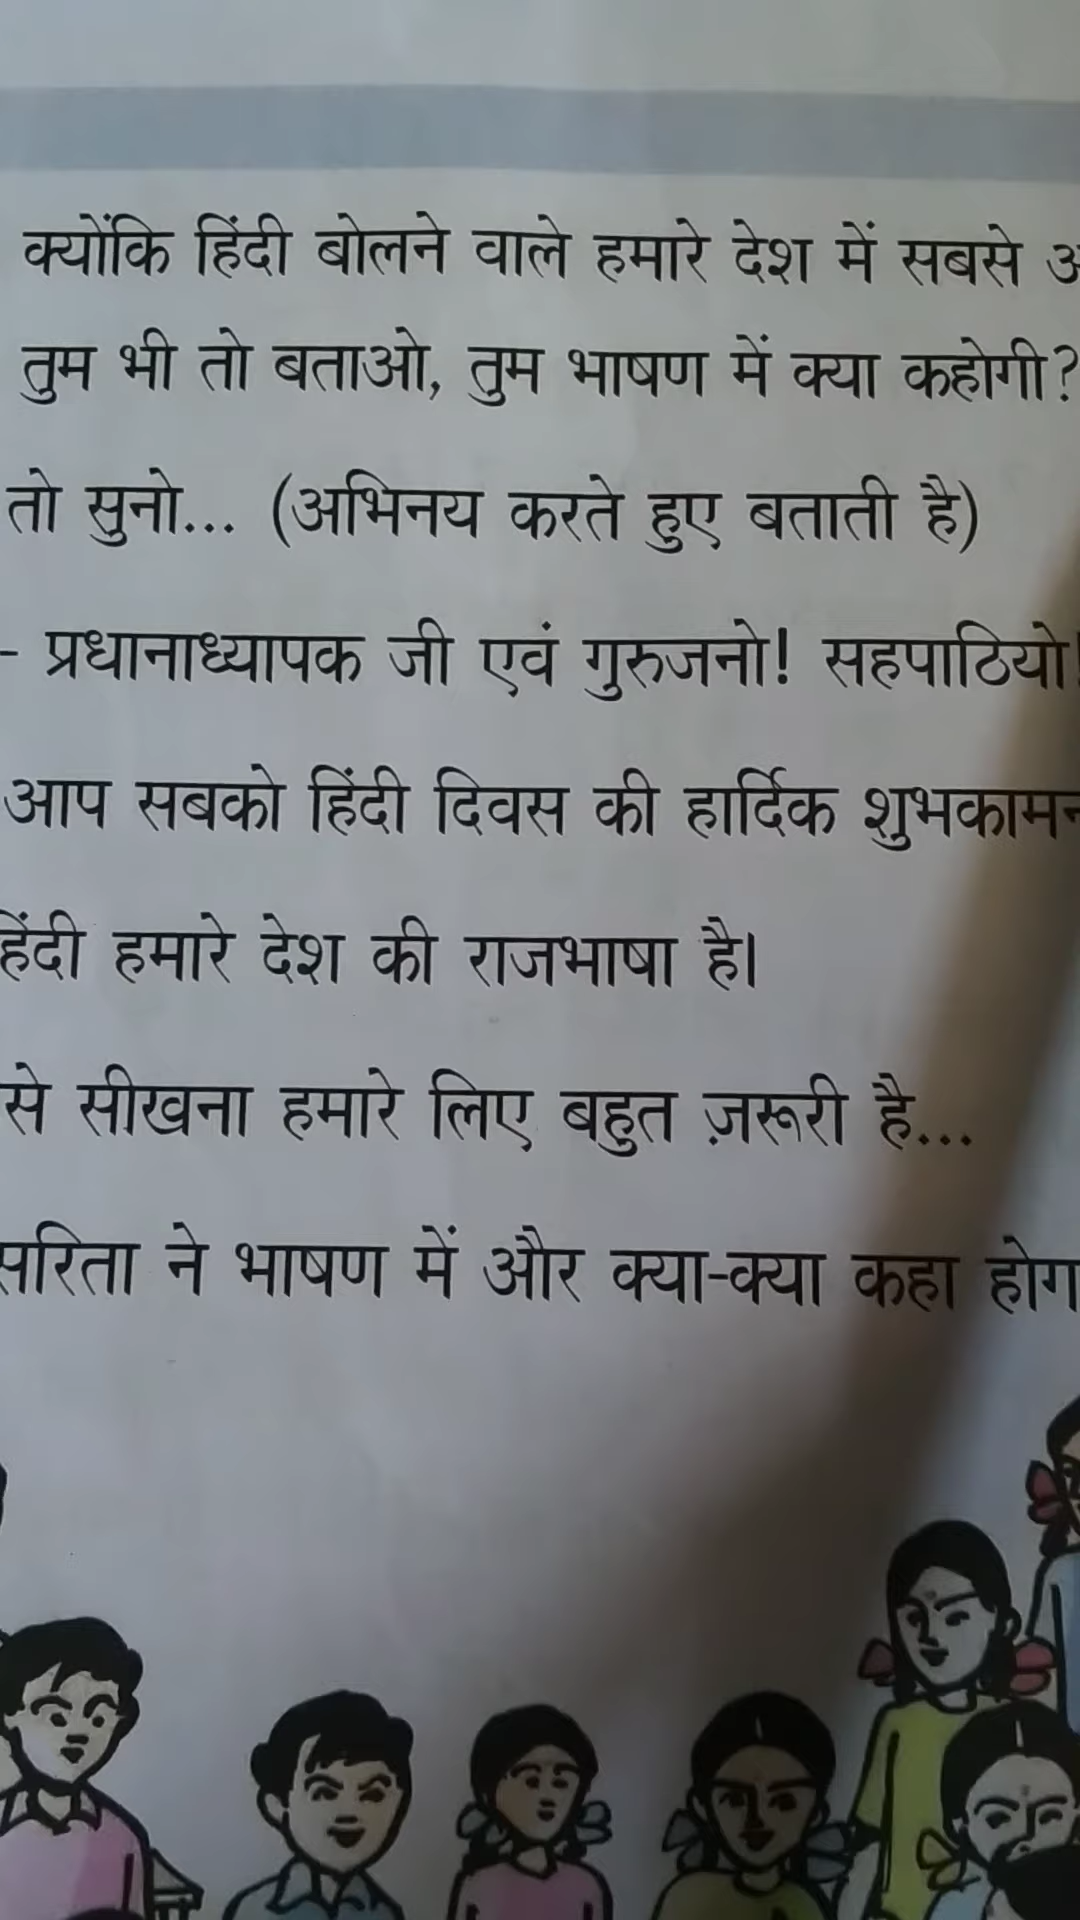 क्योंकि हिंदी बोलने वाले हमारे देश में सबसे
तुम भी तो बताओ, तुम भाषण में क्या कहोगी?
तो सुनो... (अभिनय करते हुए बताती है)
- प्रधानाध्यापक जी एवं गुरुजनो! सहपाठियो!
आप सबको हिंदी दिवस की हार्दिक
हिंदी हमारे देश की राजभाषा है।
सीखना हमारे लिए बहुत ज़रूरी है...
सरिता ने भाषण में और क्या-क्या कहा